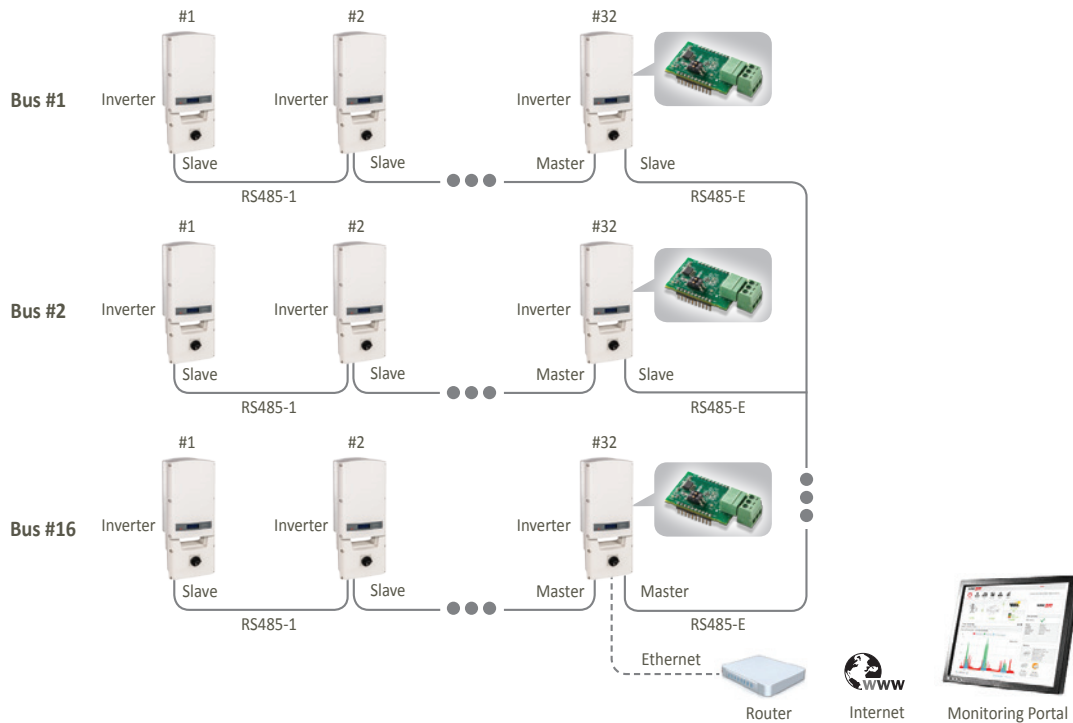 #1
#2
#32
Bus #1
Inverter
Inverter
Inverter
Slave
Slave
Master
Slave
RS485-1
RS485-E
#1
#2
#32
Bus #2
Inverter
Inverter
Inverter
Slave
Slave
Master
Slave
RS485-1
RS485-E
#1
#2
#32
Bus #16
Inverter
Inverter
Inverter
Slave
Slave
Master
Master
RS485-1
RS485-E
Ethernet
WWW
Router
Internet
Monitoring Portal